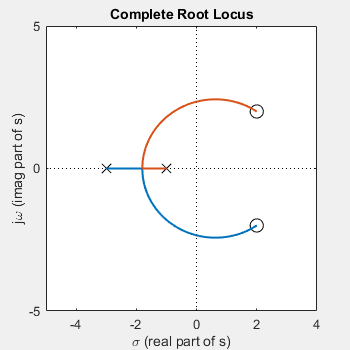 Complete Root Locus
5
0
-5
-4
-2
0
2
4
jω (imag part of s)
σ (real part of s)